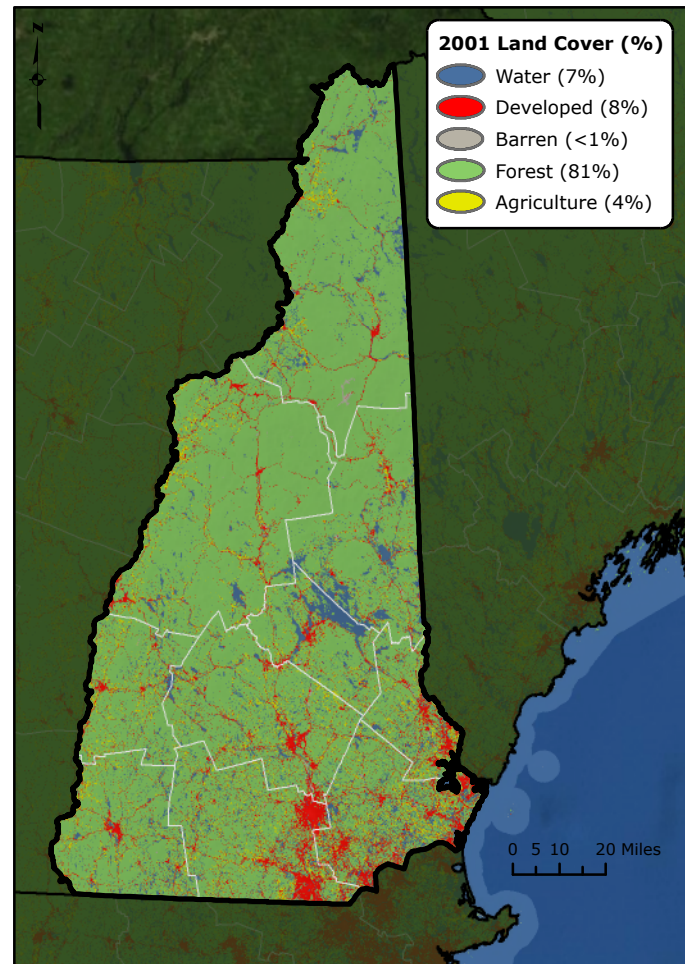 N
2001 Land Cover (%)
Water (7%)
Developed (8%)
Barren (<1%)
Forest (81%)
Agriculture (4%)
0 5 10 20 Miles